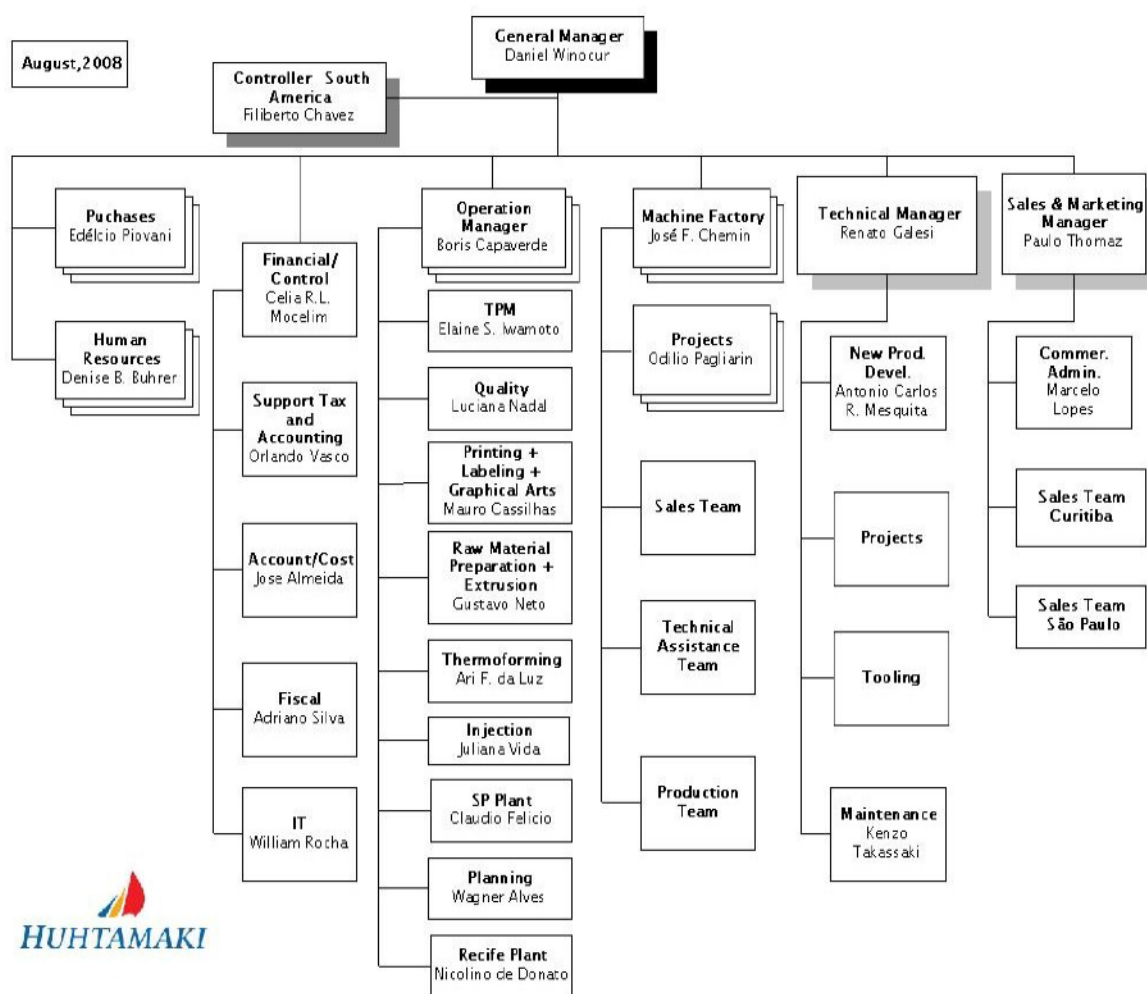 August,2008
General Manager
Daniel Winocur
Controller South
America
Filiberto Chavez
Puchases
Edélcio Piovani
Human
Resources
Denise B. Buhrer
Financial/
Control
Celia R.L.
Mocelim
Support Tax
and
Accounting
Orlando Vasco
Account/Cost
Jose Almeida
Fiscal
Adriano Silva
IT
William Rocha
Operation
Manager
Boris Capaverde
TPM
Elaine S. Iwamoto
Quality
Luciana Nadal
Printing +
Labeling +
Graphical Arts
Mauro Cassilhas
Raw Material
Preparation +
Extrusion
Gustavo Neto
Thermoforming
Ari F. da Luz
Injection
Juliana Vida
SP Plant
Claudio Felicio
Planning
Wagner Alves
Recife Plant
Nicolino de Donato
Machine Factory
José F. Chemin
Projects
Odilio Pagliarin
Sales Team
Technical
Assistance
Team
Production
Team
Technical Manager
Renato Galesi
New Prod.
Devel.
Antonio Carlos
R. Mesquita
Projects
Tooling
Maintenance
Kenzo
Takassaki
Sales & Marketing
Manager
Paulo Thomaz
Commer.
Admin.
Marcelo
Lopes
Sales Team
Curitiba
Sales Team
São Paulo
HUHTAMAKI